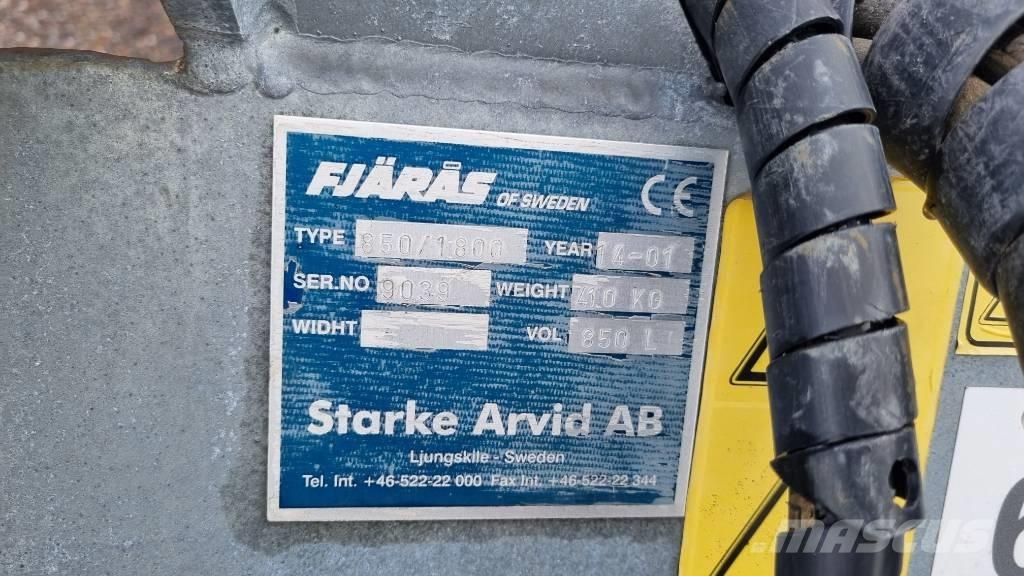 FJÄRÅS OF SWEDEN CE
TYPE 850/1800 YEAR 14-01
SER.NO 9039 WEIGHT 410 KG
WIDHT VOL 850 L
Starke Arvid AB
Ljungskile - Sweden
Tel. Int. +46-522-22 000 Fax Int. +46-522-22 344
MASCUS